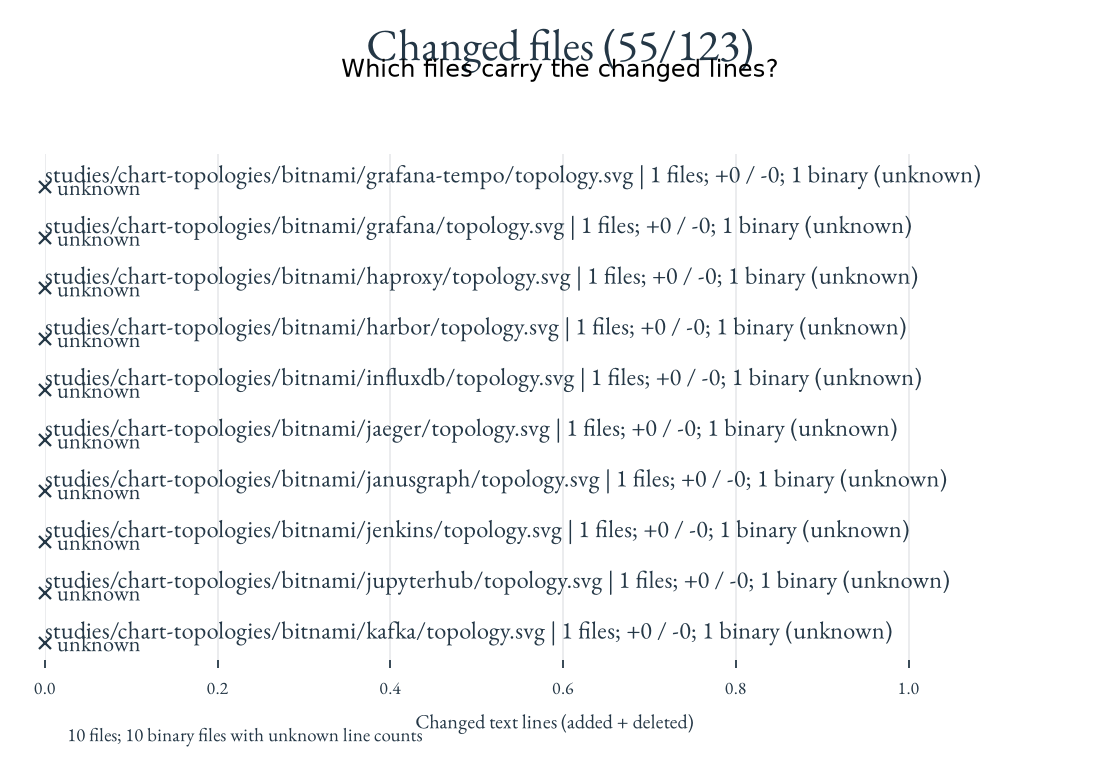 Changed files (55/123)
Which files carry the changed lines?
studies/chart-topologies/bitnami/grafana-tempo/topology.svg | 1 files; +0 / -0; 1 binary (unknown)
unknown
studies/chart-topologies/bitnami/grafana/topology.svg | 1 files; +0 / -0; 1 binary (unknown)
unknown
studies/chart-topologies/bitnami/haproxy/topology.svg | 1 files; +0 / -0; 1 binary (unknown)
unknown
studies/chart-topologies/bitnami/harbor/topology.svg | 1 files; +0 / -0; 1 binary (unknown)
unknown
studies/chart-topologies/bitnami/influxdb/topology.svg | 1 files; +0 / -0; 1 binary (unknown)
unknown
studies/chart-topologies/bitnami/jaeger/topology.svg | 1 files; +0 / -0; 1 binary (unknown)
unknown
studies/chart-topologies/bitnami/janusgraph/topology.svg | 1 files; +0 / -0; 1 binary (unknown)
unknown
studies/chart-topologies/bitnami/jenkins/topology.svg | 1 files; +0 / -0; 1 binary (unknown)
unknown
studies/chart-topologies/bitnami/jupyterhub/topology.svg | 1 files; +0 / -0; 1 binary (unknown)
unknown
studies/chart-topologies/bitnami/kafka/topology.svg | 1 files; +0 / -0; 1 binary (unknown)
unknown
0.0 0.2 0.4 0.6 0.8 1.0
Changed text lines (added + deleted)
10 files; 10 binary files with unknown line counts